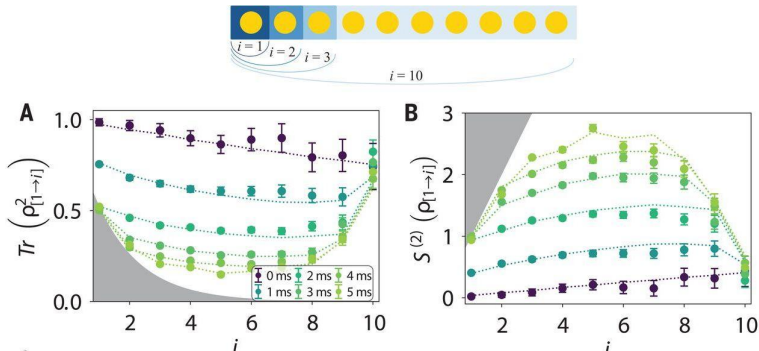 i = 1
i = 2
i = 3
i = 10
A
Tr (ρ²[1→i])
1.0
0.5
0.0
2 4 6 8 10
i
0 ms 2 ms 4 ms
1 ms 3 ms 5 ms
B
S⁽²⁾ (ρ[1→i])
3
2
1
0
2 4 6 8 10
i